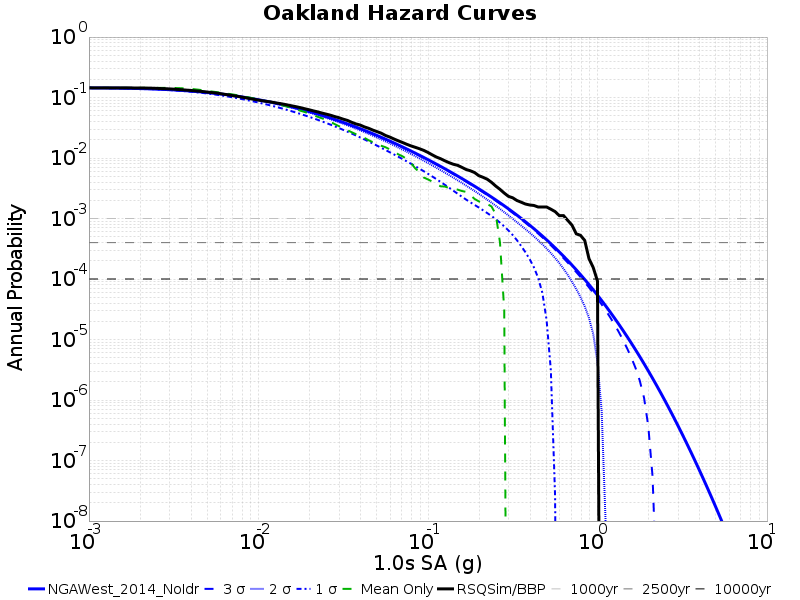 Oakland Hazard Curves
Annual Probability
10^0
10^-1
10^-2
10^-3
10^-4
10^-5
10^-6
10^-7
10^-8
10^-3 10^-2 10^-1 10^0 10^1
1.0s SA (g)
NGAWest_2014_NoIdr 3 σ 2 σ 1 σ Mean Only RSQSim/BBP 1000yr 2500yr 10000yr